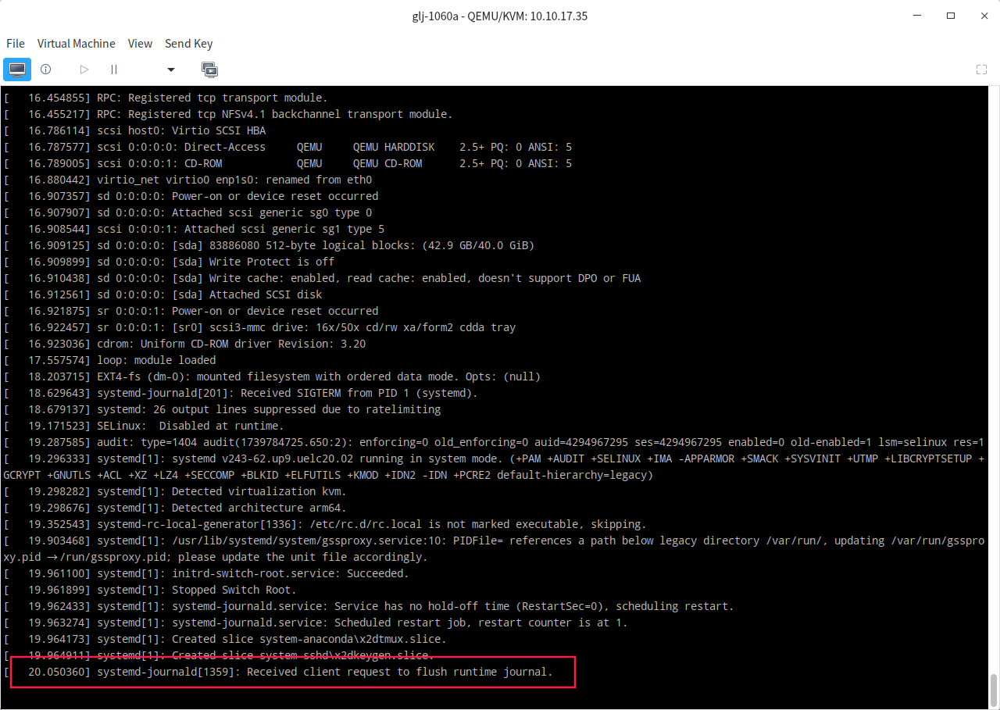 glj-1060a - QEMU/KVM: 10.10.17.35
File Virtual Machine View Send Key
[   16.454855] RPC: Registered tcp transport module.
[   16.455217] RPC: Registered tcp NFSv4.1 backchannel transport module.
[   16.786114] scsi host0: Virtio SCSI HBA
[   16.787577] scsi 0:0:0:0: Direct-Access     QEMU     QEMU HARDDISK    2.5+ PQ: 0 ANSI: 5
[   16.789005] scsi 0:0:0:1: CD-ROM            QEMU     QEMU CD-ROM      2.5+ PQ: 0 ANSI: 5
[   16.880442] virtio_net virtio0 enp1s0: renamed from eth0
[   16.907357] sd 0:0:0:0: Power-on or device reset occurred
[   16.907907] sd 0:0:0:0: Attached scsi generic sg0 type 0
[   16.908544] scsi 0:0:0:1: Attached scsi generic sg1 type 5
[   16.909125] sd 0:0:0:0: [sda] 83886080 512-byte logical blocks: (42.9 GB/40.0 GiB)
[   16.909899] sd 0:0:0:0: [sda] Write Protect is off
[   16.910438] sd 0:0:0:0: [sda] Write cache: enabled, read cache: enabled, doesn't support DPO or FUA
[   16.912561] sd 0:0:0:0: [sda] Attached SCSI disk
[   16.921875] sr 0:0:0:1: Power-on or device reset occurred
[   16.922457] sr 0:0:0:1: [sr0] scsi3-mmc drive: 16x/50x cd/rw xa/form2 cdda tray
[   16.923036] cdrom: Uniform CD-ROM driver Revision: 3.20
[   17.557574] loop: module loaded
[   18.203715] EXT4-fs (dm-0): mounted filesystem with ordered data mode. Opts: (null)
[   18.629643] systemd-journald[201]: Received SIGTERM from PID 1 (systemd).
[   18.679137] systemd: 26 output lines suppressed due to ratelimiting
[   19.171523] SELinux:  Disabled at runtime.
[   19.287585] audit: type=1404 audit(1739784725.650:2): enforcing=0 old_enforcing=0 auid=4294967295 ses=4294967295 enabled=0 old-enabled=1 lsm=selinux res=1
[   19.296333] systemd[1]: systemd v243-62.up9.uelc20.02 running in system mode. (+PAM +AUDIT +SELINUX +IMA -APPARMOR +SMACK +SYSVINIT +UTMP +LIBCRYPTSETUP +
GCRYPT +GNUTLS +ACL +XZ +LZ4 +SECCOMP +BLKID +ELFUTILS +KMOD +IDN2 -IDN +PCRE2 default-hierarchy=legacy)
[   19.298282] systemd[1]: Detected virtualization kvm.
[   19.298676] systemd[1]: Detected architecture arm64.
[   19.352543] systemd-rc-local-generator[1336]: /etc/rc.d/rc.local is not marked executable, skipping.
[   19.903468] systemd[1]: /usr/lib/systemd/system/gssproxy.service:10: PIDFile= references a path below legacy directory /var/run/, updating /var/run/gsspro
xy.pid → /run/gssproxy.pid; please update the unit file accordingly.
[   19.961100] systemd[1]: initrd-switch-root.service: Succeeded.
[   19.961899] systemd[1]: Stopped Switch Root.
[   19.962433] systemd[1]: systemd-journald.service: Service has no hold-off time (RestartSec=0), scheduling restart.
[   19.963274] systemd[1]: systemd-journald.service: Scheduled restart job, restart counter is at 1.
[   19.964173] systemd[1]: Created slice system-anaconda\x2dtmux.slice.
[   19.964911] systemd[1]: Created slice system-sshd\x2dkeygen.slice.
[   20.050360] systemd-journald[1359]: Received client request to flush runtime journal.